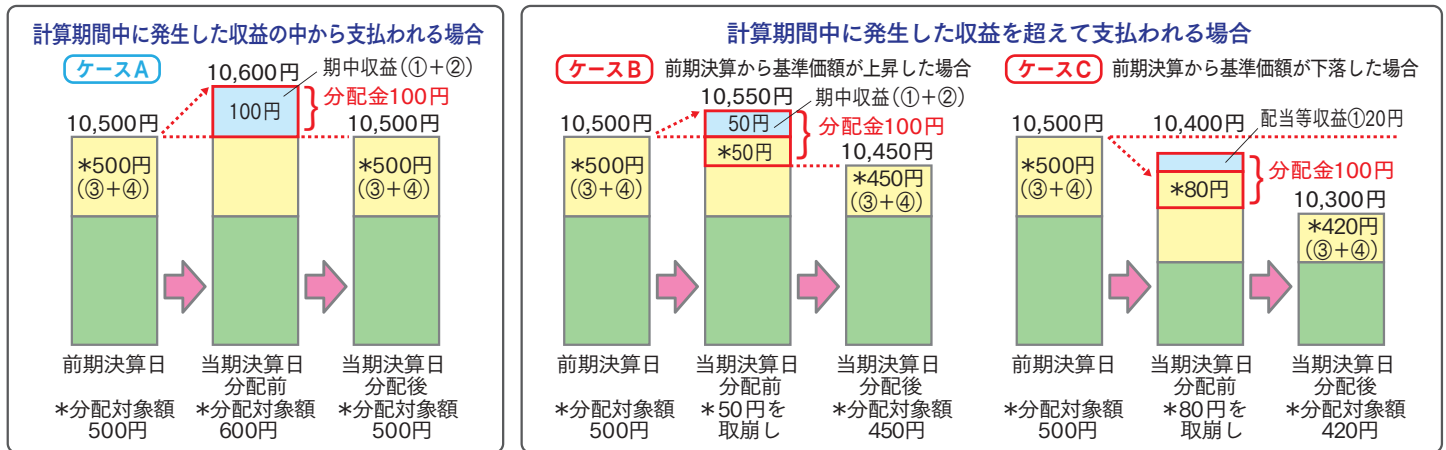 計算期間中に発生した収益の中から支払われる場合
ケースA
10,600円
期中収益(①+②)
100円
分配金100円
10,500円
10,500円
*500円
(③+④)
*500円
(③+④)
前期決算日
当期決算日
分配前
当期決算日
分配後
*分配対象額
500円
*分配対象額
600円
*分配対象額
500円
計算期間中に発生した収益を超えて支払われる場合
ケースB 前期決算から基準価額が上昇した場合
10,550円
期中収益(①+②)
10,500円
50円
分配金100円
*50円
10,450円
*500円
(③+④)
*450円
(③+④)
前期決算日
当期決算日
分配前
当期決算日
分配後
*分配対象額
500円
*50円を
取崩し
*分配対象額
450円
ケースC 前期決算から基準価額が下落した場合
10,500円
10,400円
配当等収益①20円
*500円
(③+④)
*80円
分配金100円
10,300円
*420円
(③+④)
前期決算日
当期決算日
分配前
当期決算日
分配後
*分配対象額
500円
*80円を
取崩し
*分配対象額
420円